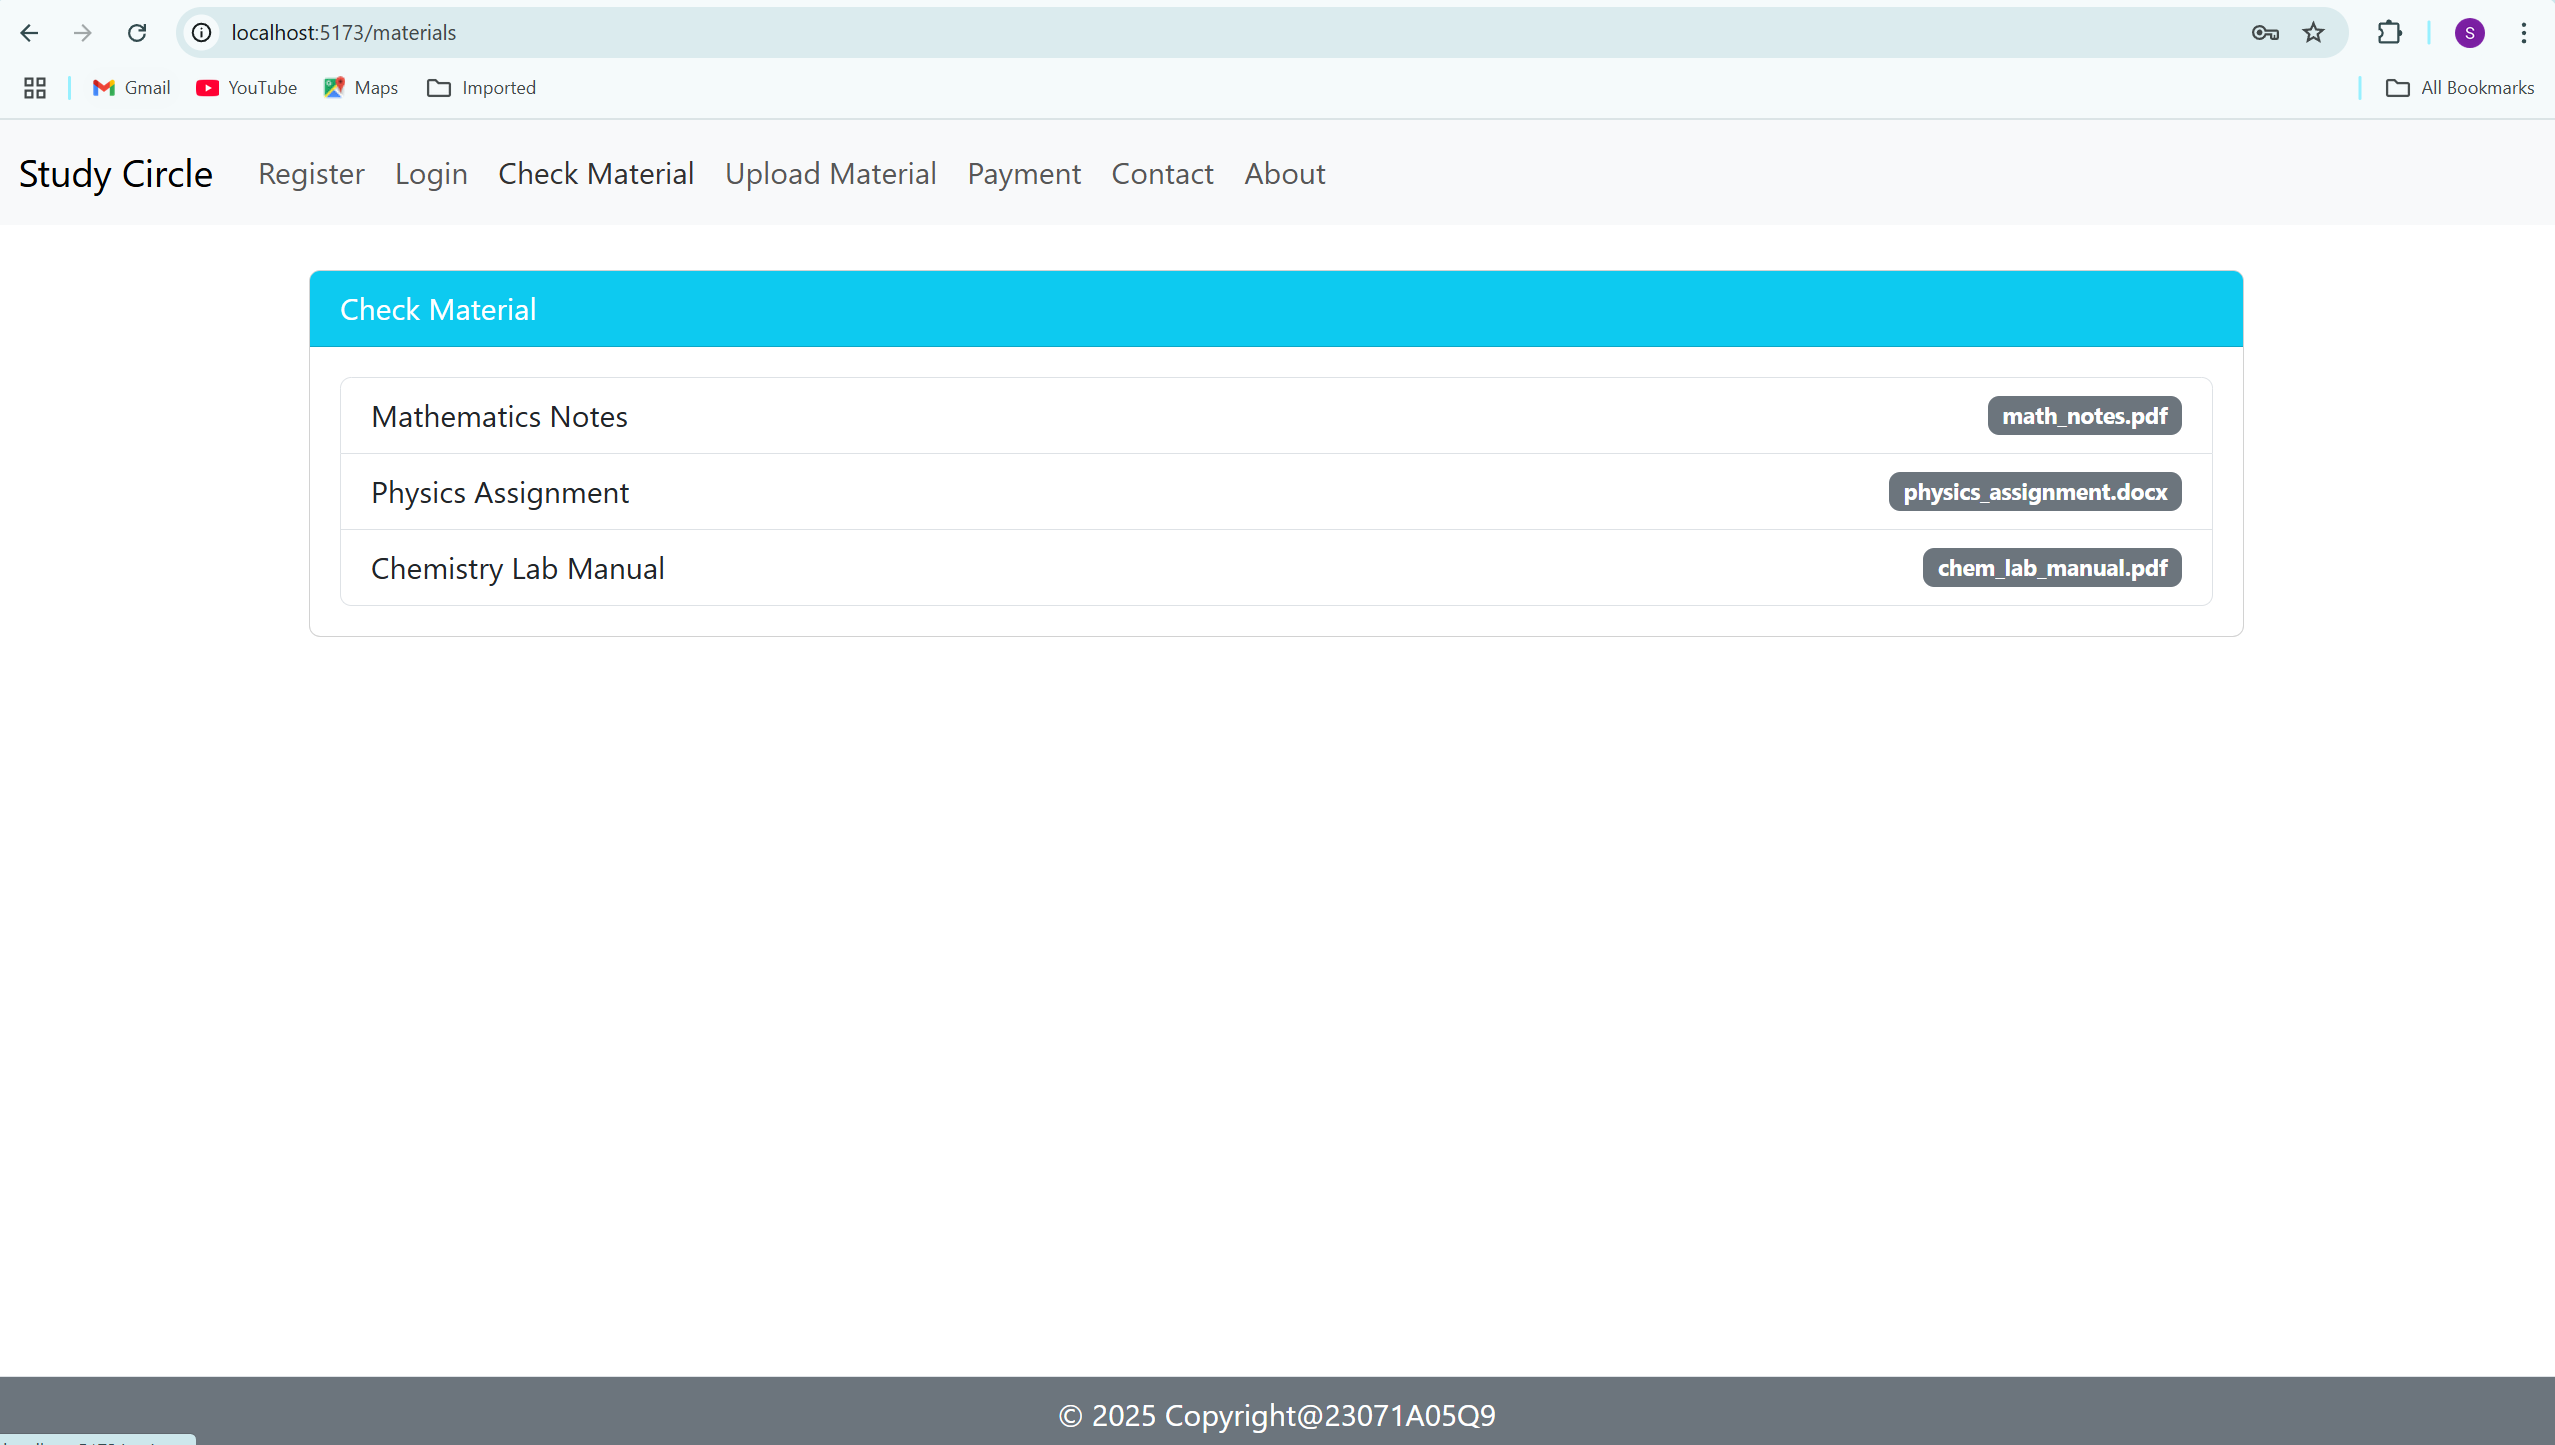 localhost:5173/materials
S
Gmail YouTube Maps Imported All Bookmarks
Study Circle Register Login Check Material Upload Material Payment Contact About
Check Material
Mathematics Notes math_notes.pdf
Physics Assignment physics_assignment.docx
Chemistry Lab Manual chem_lab_manual.pdf
© 2025 Copyright@23071A05Q9